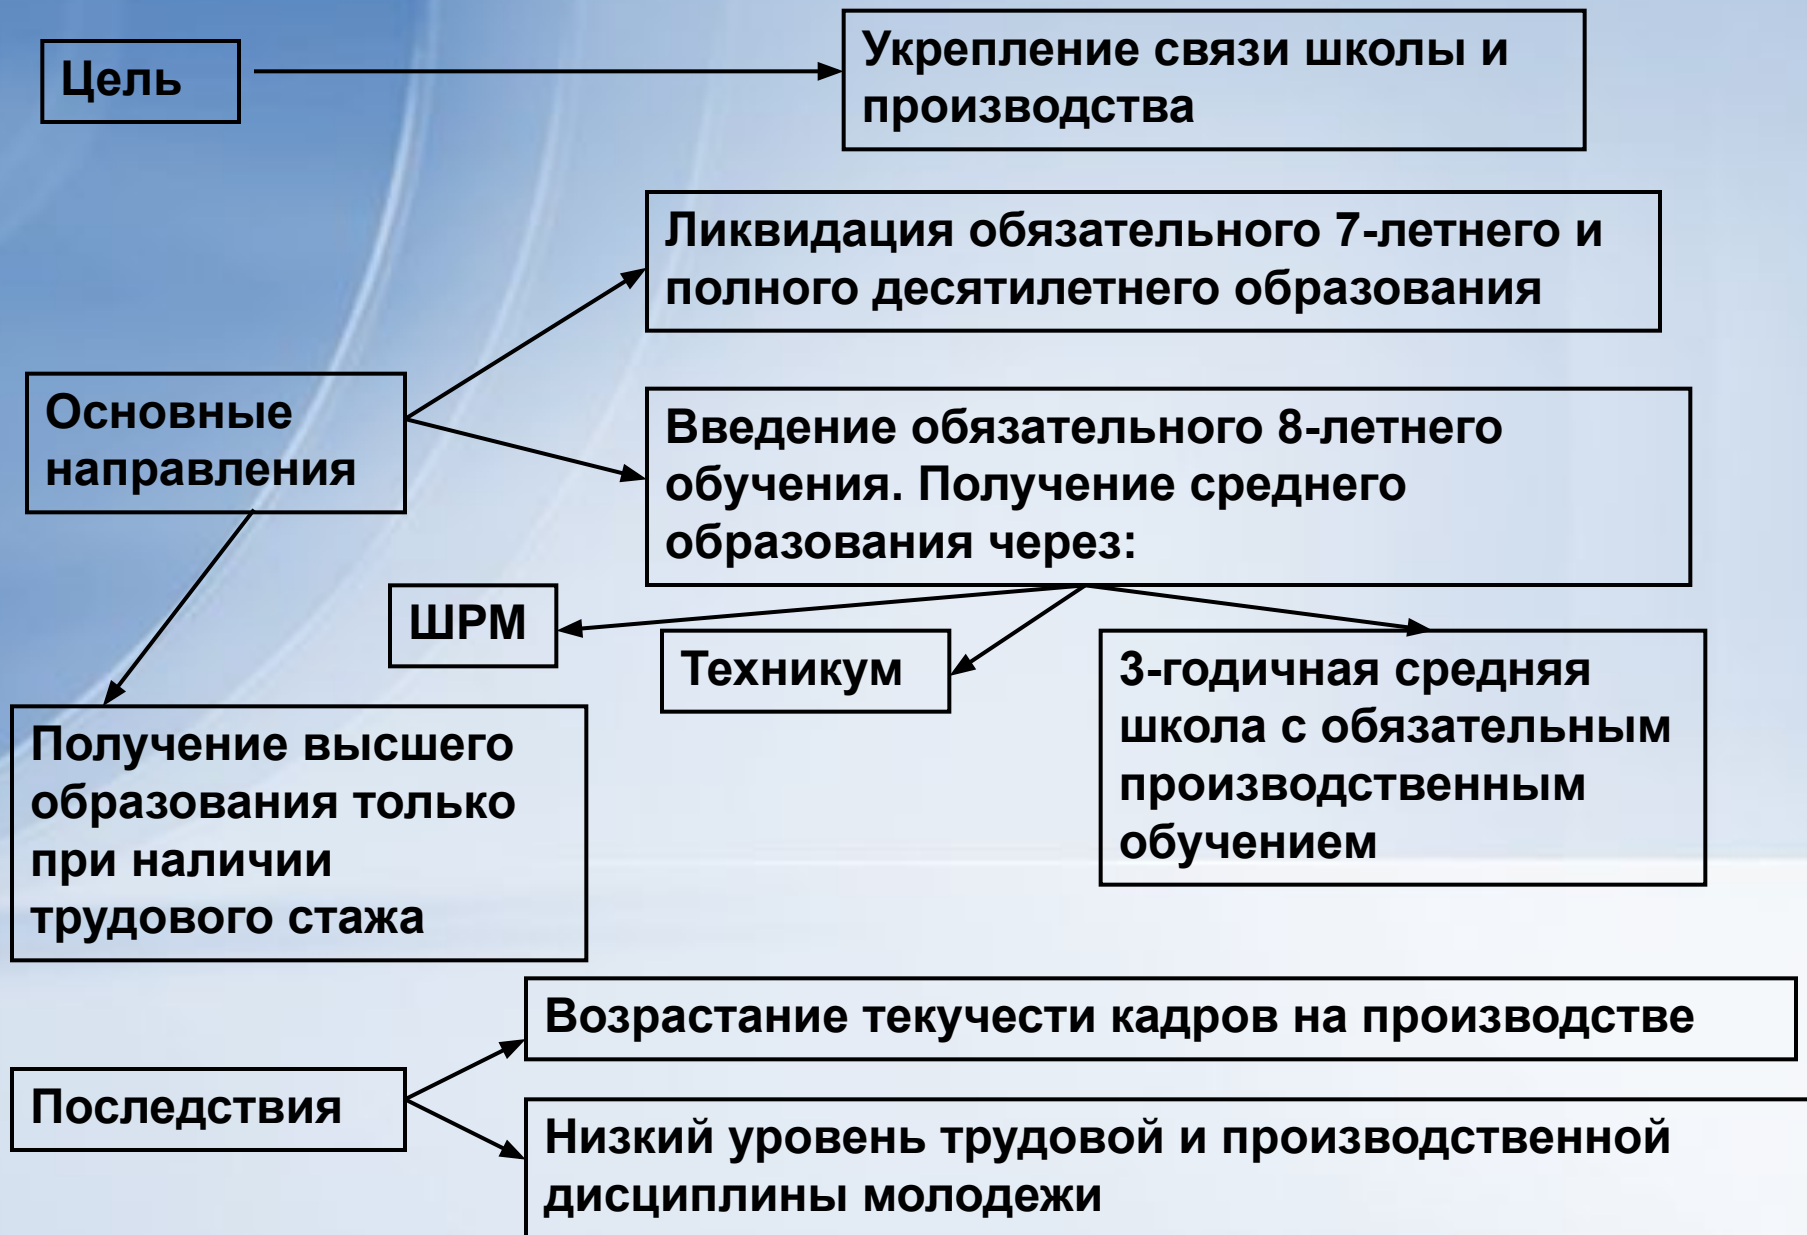 Цель
Укрепление связи школы и
производства
Ликвидация обязательного 7-летнего и
полного десятилетнего образования
Основные
направления
Введение обязательного 8-летнего
обучения. Получение среднего
образования через:
ШРМ
Техникум
3-годичная средняя
школа с обязательным
производственным
обучением
Получение высшего
образования только
при наличии
трудового стажа
Возрастание текучести кадров на производстве
Последствия
Низкий уровень трудовой и производственной
дисциплины молодежи